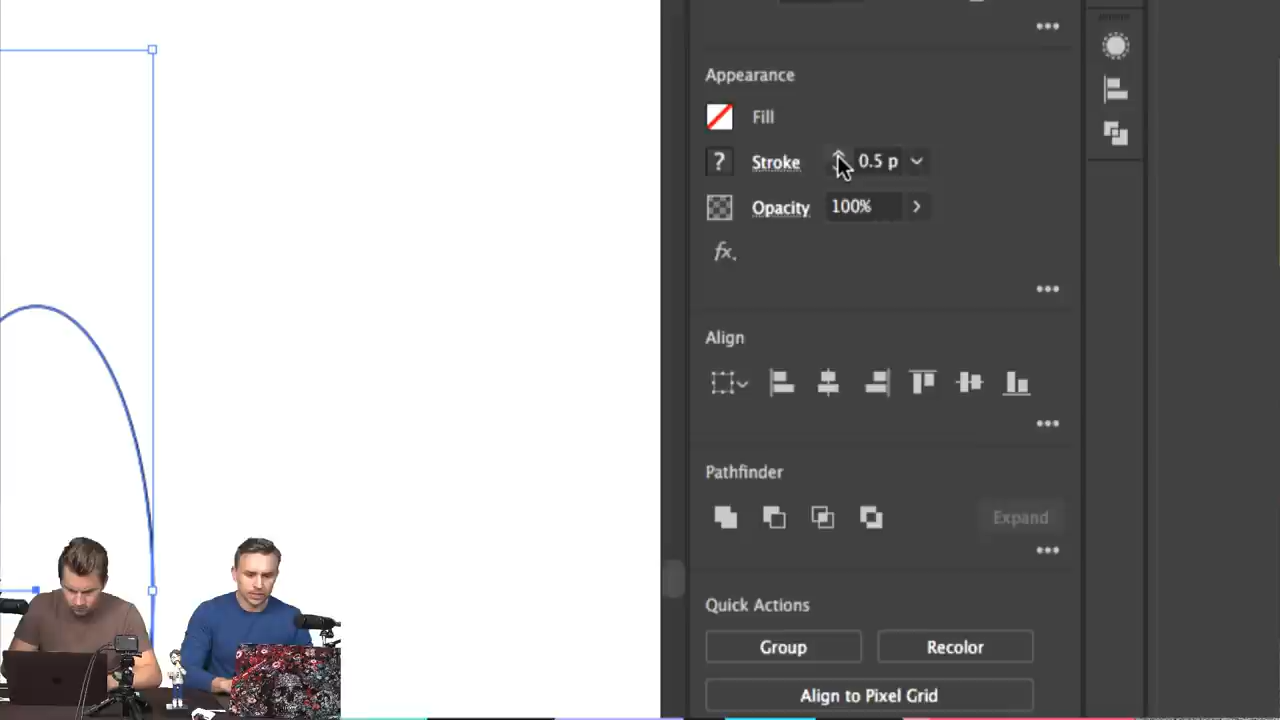 Appearance
Fill
? Stroke 0.5 p
Opacity 100%
fx.
Align
Pathfinder
Expand
Quick Actions
Group Recolor
Align to Pixel Grid